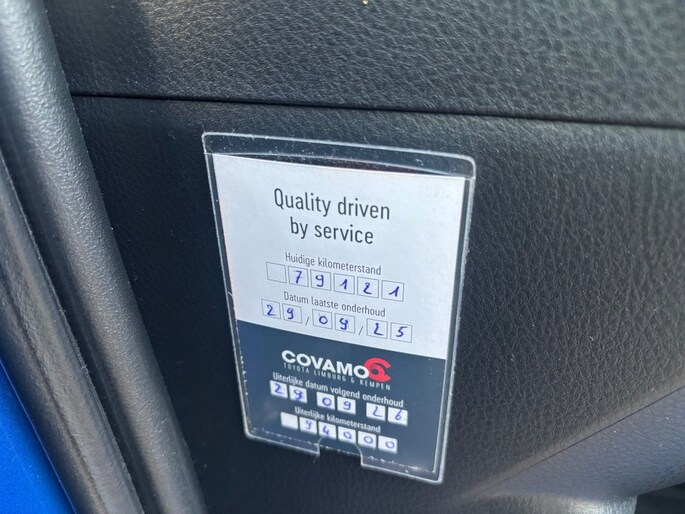 Quality driven
by service
Huidige kilometerstand
79121
Datum laatste onderhoud
29/09/25
COVAMO
TOYOTA LIMBURG & KEMPEN
Uiterlijke datum volgend onderhoud
29 09 26
Uiterlijke kilometerstand
94000